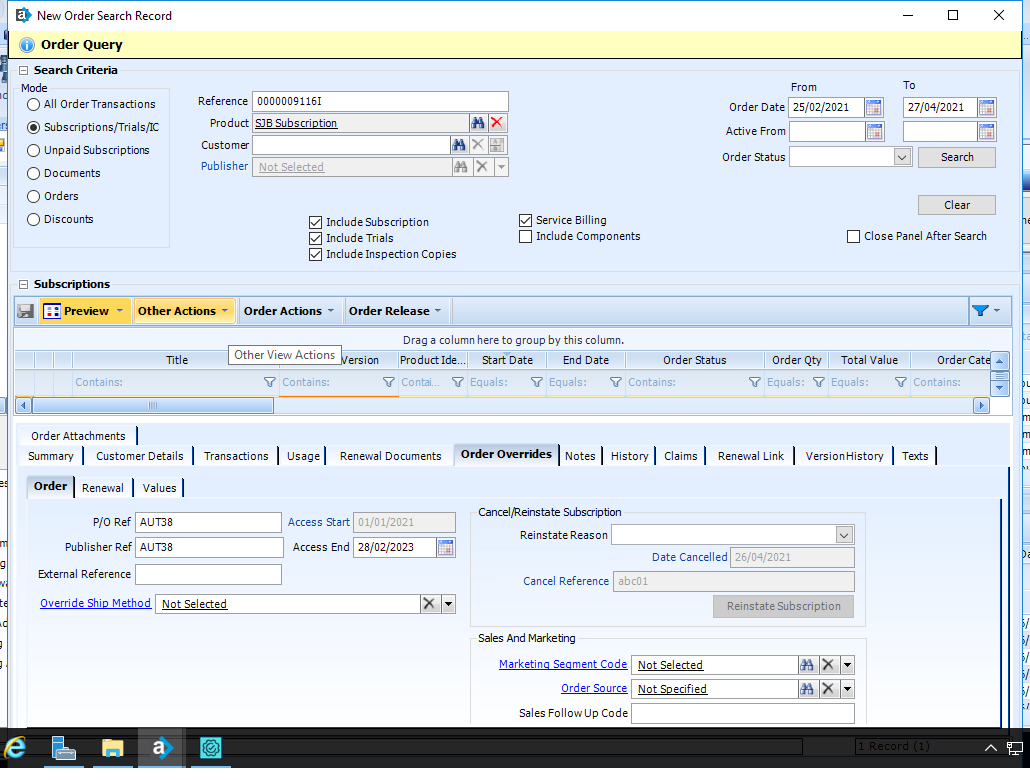 New Order Search Record
Order Query
Search Criteria
Mode
All Order Transactions
Subscriptions/Trials/IC
Unpaid Subscriptions
Documents
Orders
Discounts
Reference 0000009116I
Product SJB Subscription
Customer
Publisher Not Selected
From To
Order Date 25/02/2021 27/04/2021
Active From
Order Status Search
Clear
Include Subscription
Include Trials
Include Inspection Copies
Service Billing
Include Components
Close Panel After Search
Subscriptions
Preview Other Actions Order Actions Order Release
Drag a column here to group by this column.
Other View Actions
Title Version Product Ide... Start Date End Date Order Status Order Qty Total Value Order Cate
Contains: Contains: Contai... Equals: Equals: Contains: Equals: Equals: Contains:
Order Attachments
Summary Customer Details Transactions Usage Renewal Documents Order Overrides Notes History Claims Renewal Link VersionHistory Texts
Order Renewal Values
P/O Ref AUT38 Access Start 01/01/2021
Publisher Ref AUT38 Access End 28/02/2023
External Reference
Override Ship Method Not Selected
Cancel/Reinstate Subscription
Reinstate Reason
Date Cancelled 26/04/2021
Cancel Reference abc01
Reinstate Subscription
Sales And Marketing
Marketing Segment Code Not Selected
Order Source Not Specified
Sales Follow Up Code
1 Record (1)